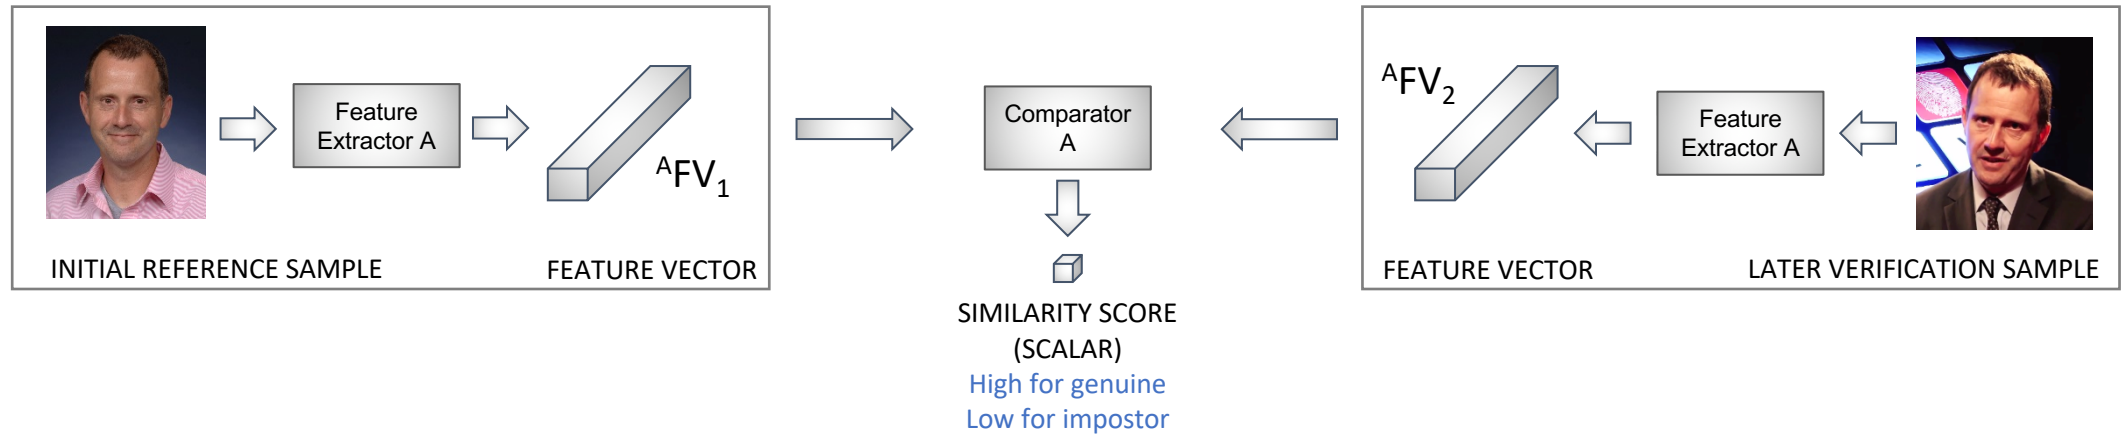 Feature
Extractor A
ᴬFV₁
INITIAL REFERENCE SAMPLE
FEATURE VECTOR
Comparator
A
SIMILARITY SCORE
(SCALAR)
High for genuine
Low for impostor
ᴬFV₂
Feature
Extractor A
FEATURE VECTOR
LATER VERIFICATION SAMPLE